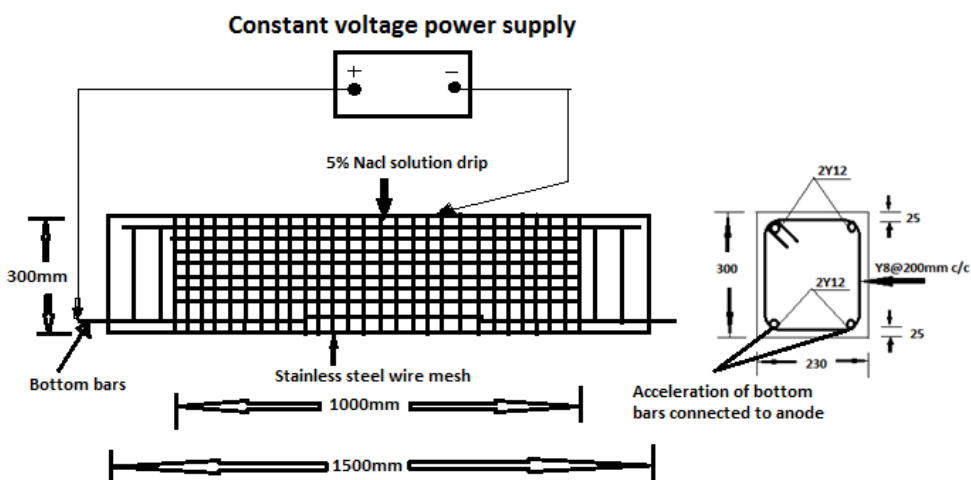 Constant voltage power supply
+ −
5% Nacl solution drip
300mm
Bottom bars
Stainless steel wire mesh
1000mm
1500mm
2Y12
25
300
Y8@200mm c/c
2Y12
25
230
Acceleration of bottom
bars connected to anode